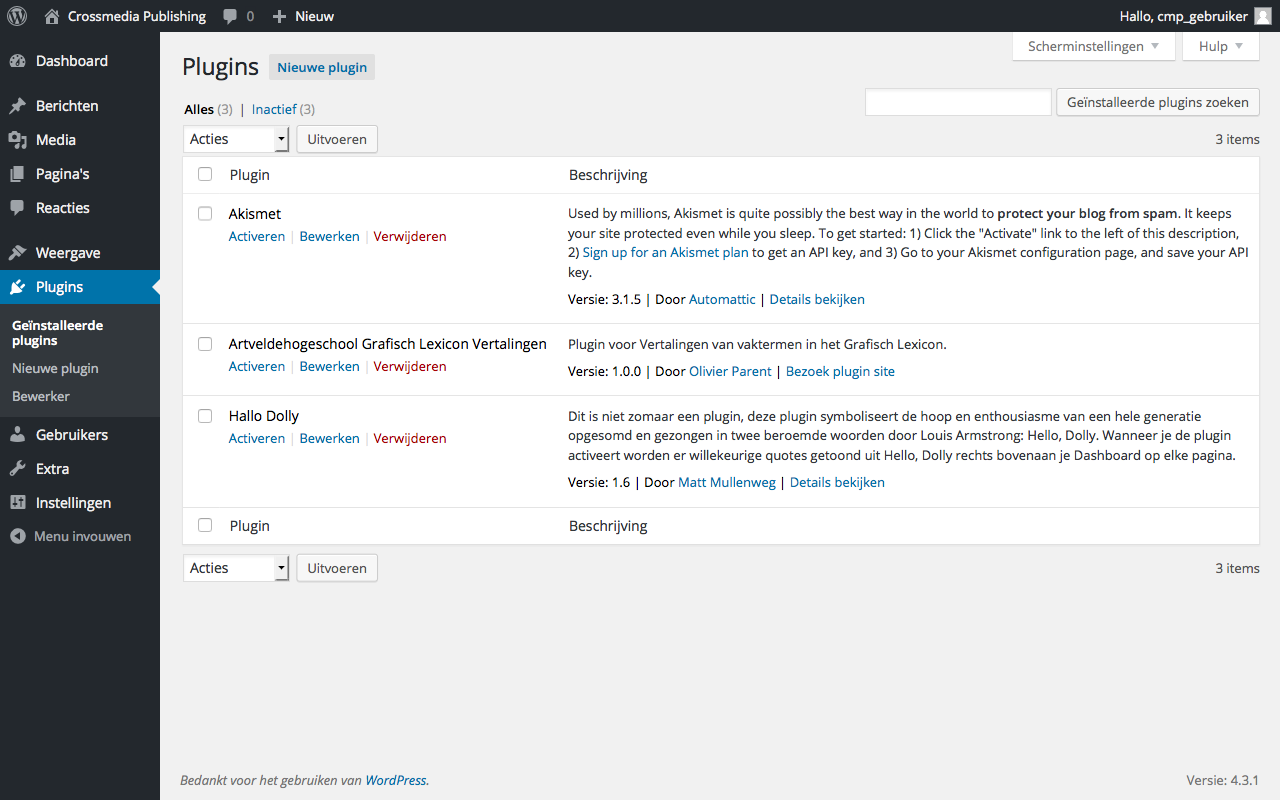 Crossmedia Publishing 0 Nieuw Hallo, cmp_gebruiker
Dashboard
Berichten
Media
Pagina's
Reacties
Weergave
Plugins
Geïnstalleerde
plugins
Nieuwe plugin
Bewerker
Gebruikers
Extra
Instellingen
Menu invouwen
Scherminstellingen Hulp
Plugins Nieuwe plugin
Alles (3) | Inactief (3)
Geïnstalleerde plugins zoeken
Acties Uitvoeren 3 items
Plugin Beschrijving
Akismet
Activeren | Bewerken | Verwijderen
Used by millions, Akismet is quite possibly the best way in the world to protect your blog from spam. It keeps
your site protected even while you sleep. To get started: 1) Click the "Activate" link to the left of this description,
2) Sign up for an Akismet plan to get an API key, and 3) Go to your Akismet configuration page, and save your API
key.
Versie: 3.1.5 | Door Automattic | Details bekijken
Artveldehogeschool Grafisch Lexicon Vertalingen
Activeren | Bewerken | Verwijderen
Plugin voor Vertalingen van vaktermen in het Grafisch Lexicon.
Versie: 1.0.0 | Door Olivier Parent | Bezoek plugin site
Hallo Dolly
Activeren | Bewerken | Verwijderen
Dit is niet zomaar een plugin, deze plugin symboliseert de hoop en enthousiasme van een hele generatie
opgesomd en gezongen in twee beroemde woorden door Louis Armstrong: Hello, Dolly. Wanneer je de plugin
activeert worden er willekeurige quotes getoond uit Hello, Dolly rechts bovenaan je Dashboard op elke pagina.
Versie: 1.6 | Door Matt Mullenweg | Details bekijken
Plugin Beschrijving
Acties Uitvoeren 3 items
Bedankt voor het gebruiken van WordPress. Versie: 4.3.1